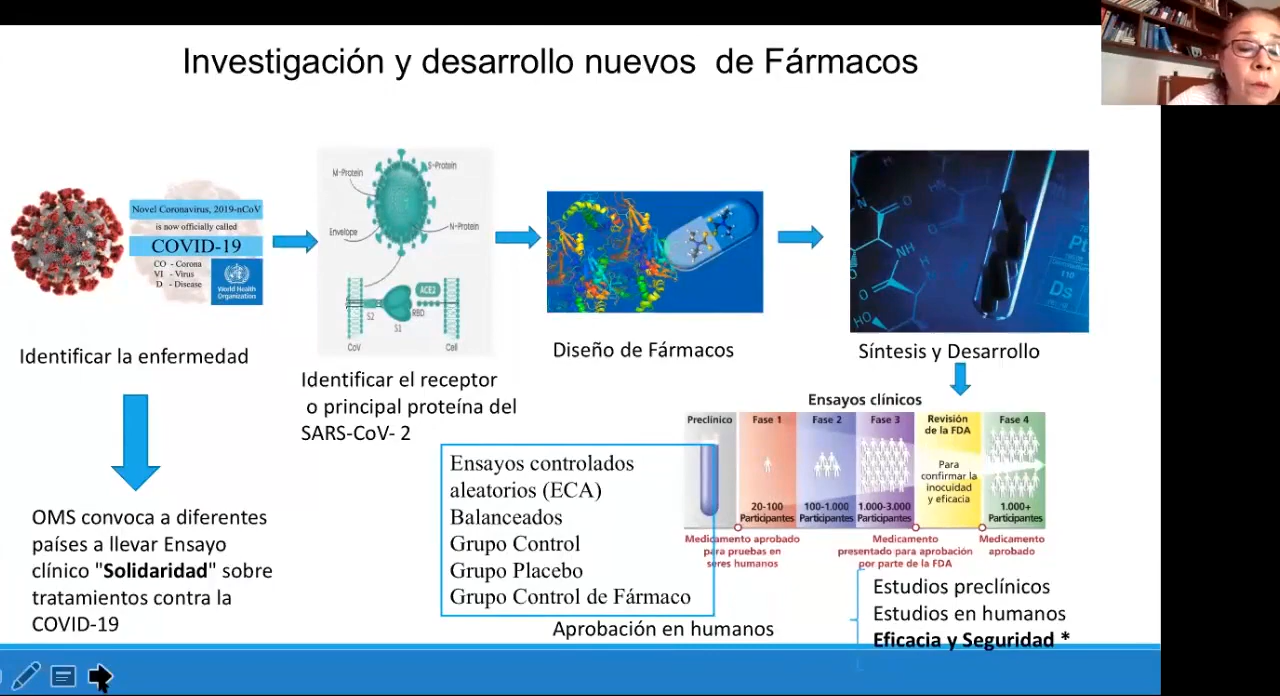 Investigación y desarrollo nuevos  de Fármacos
Novel Coronavirus, 2019-nCoV
is now officially called
COVID-19
CO - Corona
VI - Virus
D - Disease
World Health
Organization
Identificar la enfermedad
M-Protein
S-Protein
Envelope
N-Protein
ACE2
S2
S1
RBD
CoV
Cell
Identificar el receptor
o principal proteína del
SARS-CoV- 2
Diseño de Fármacos
NH
HO
O
Pt
110
Ds
Síntesis y Desarrollo
OMS convoca a diferentes
países a llevar Ensayo
clínico "Solidaridad" sobre
tratamientos contra la
COVID-19
Ensayos controlados
aleatorios (ECA)
Balanceados
Grupo Control
Grupo Placebo
Grupo Control de Fármaco
Ensayos clínicos
Preclínico
Fase 1
Fase 2
Fase 3
Revisión
de la FDA
Fase 4
Para
confirmar la
inocuidad
y eficacia
20-100
Participantes
100-1.000
Participantes
1.000-3.000
Participantes
1.000+
Participantes
Medicamento aprobado
para pruebas en
seres humanos
Medicamento
presentado para aprobación
por parte de la FDA
Medicamento
aprobado
Aprobación en humanos
Estudios preclínicos
Estudios en humanos
Eficacia y Seguridad *